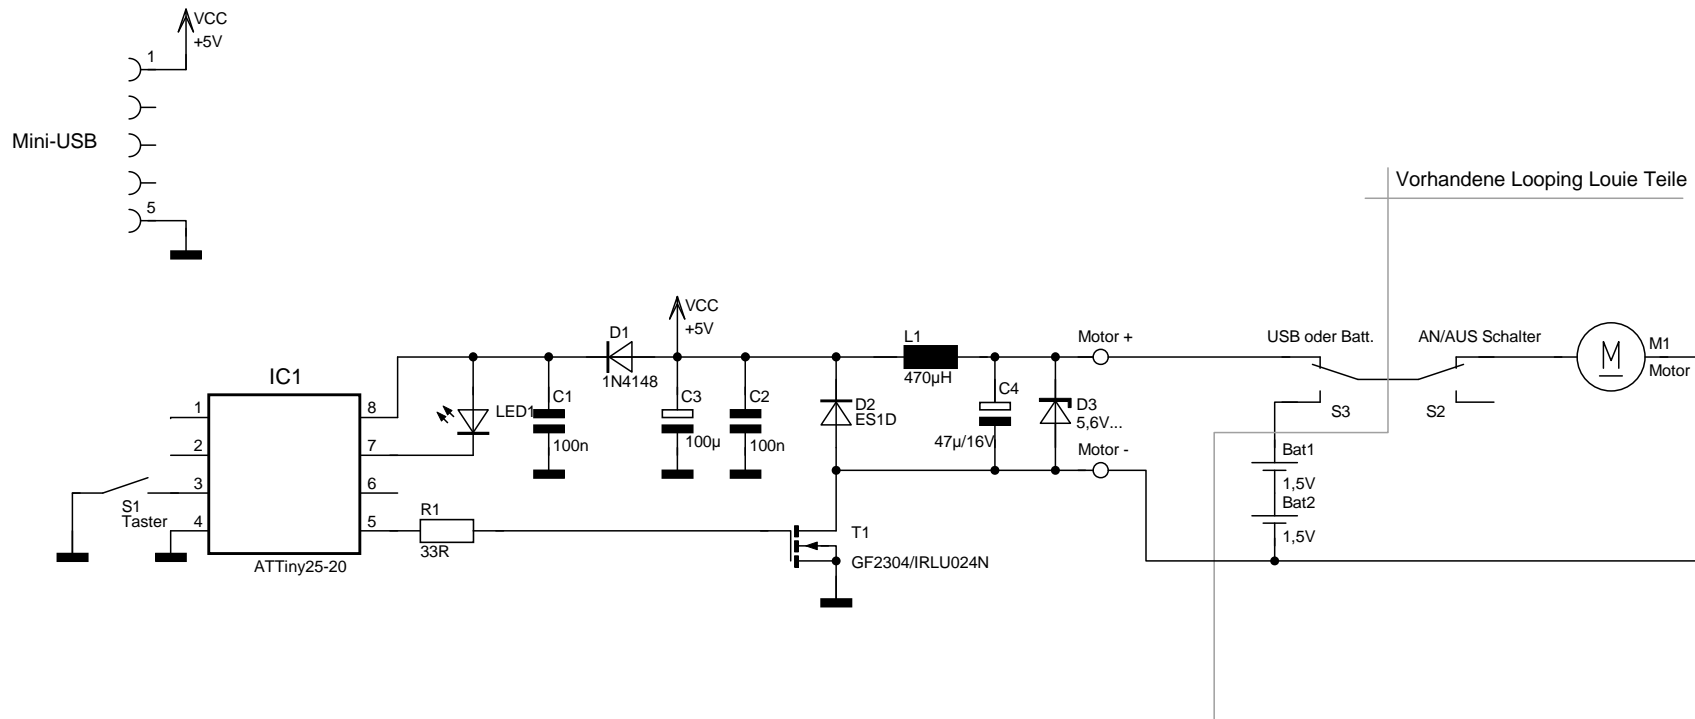 VCC
+5V
1
Mini-USB
5
Vorhandene Looping Louie Teile
VCC
+5V
D1
1N4148
L1
470µH
Motor +
USB oder Batt.
AN/AUS Schalter
M
M1
Motor
IC1
1
2
3
4
8
7
6
5
ATTiny25-20
S1
Taster
LED1
C1
100n
C3
100µ
C2
100n
D2
ES1D
C4
47µ/16V
D3
5,6V...
Motor -
S3
S2
Bat1
1,5V
Bat2
1,5V
R1
33R
T1
GF2304/IRLU024N